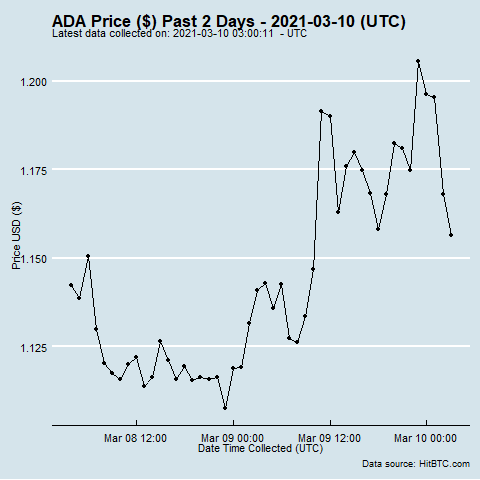 ADA Price ($) Past 2 Days - 2021-03-10 (UTC)
Latest data collected on: 2021-03-10 03:00:11 - UTC
1.200
1.175
1.150
1.125
Price USD ($)
Mar 08 12:00 Mar 09 00:00 Mar 09 12:00 Mar 10 00:00
Date Time Collected (UTC)
Data source: HitBTC.com